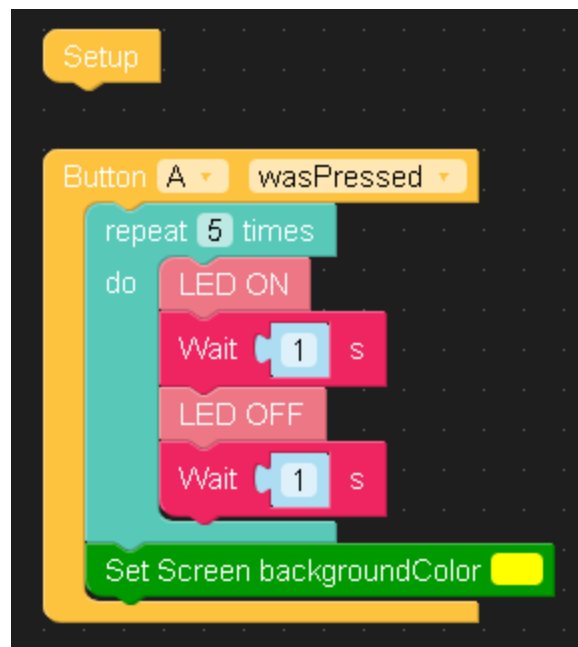 Setup
Button A wasPressed
repeat 5 times
do LED ON
Wait 1 s
LED OFF
Wait 1 s
Set Screen backgroundColor